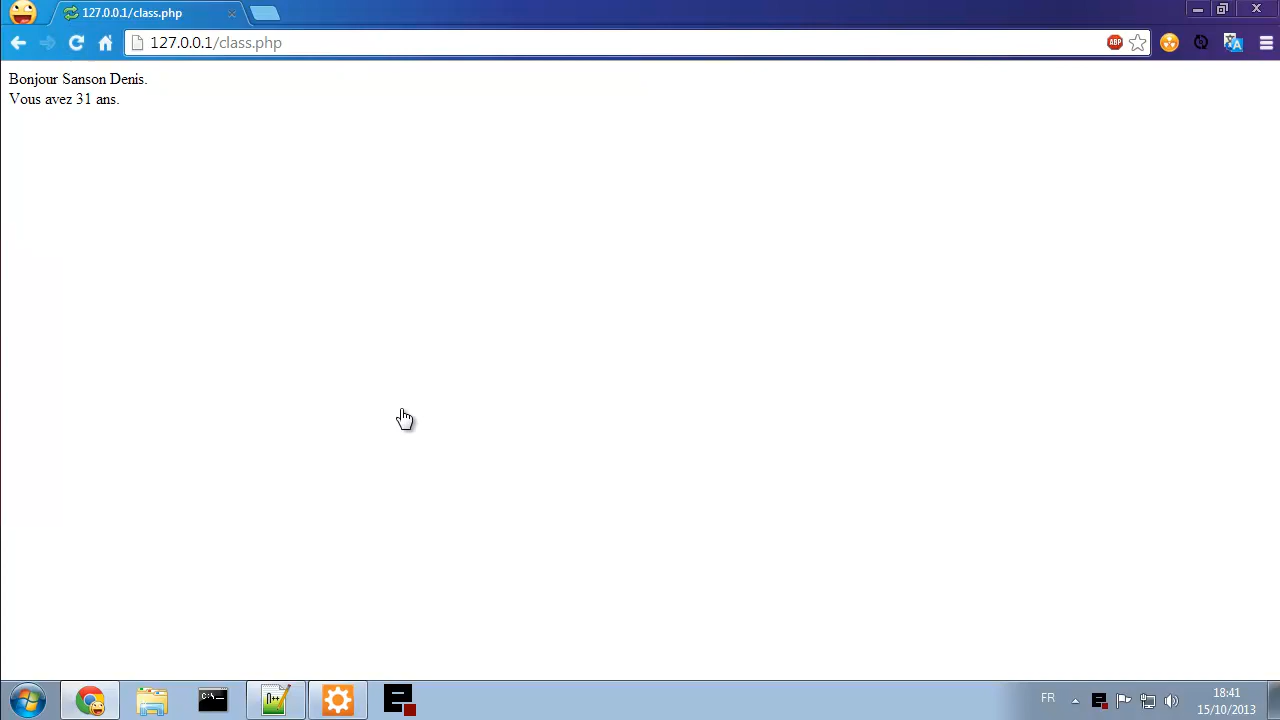 127.0.0.1/class.php
127.0.0.1/class.php
ABP
Bonjour Sanson Denis.
Vous avez 31 ans.
FR
18:41
15/10/2013